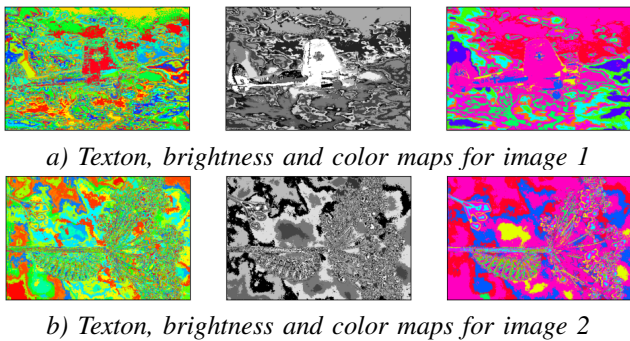 a) Texton, brightness and color maps for image 1
b) Texton, brightness and color maps for image 2